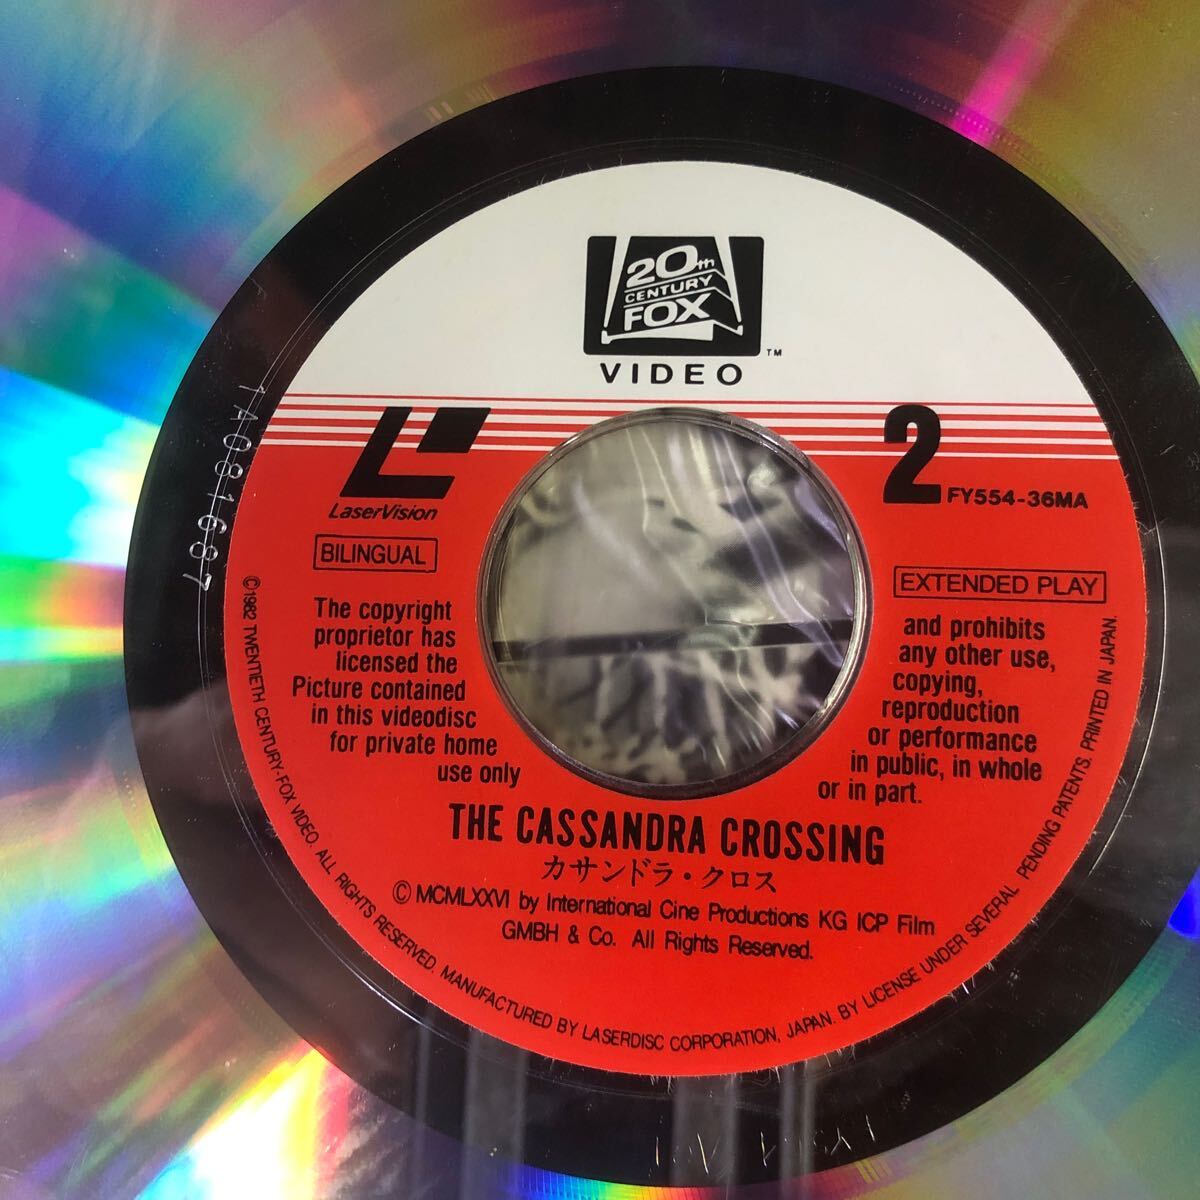 20th
CENTURY
FOX
TM
VIDEO
LaserVision
2
FY554-36MA
BILINGUAL
EXTENDED PLAY
The copyright
proprietor has
licensed the
Picture contained
in this videodisc
for private home
use only
and prohibits
any other use,
copying,
reproduction
or performance
in public, in whole
or in part.
THE CASSANDRA CROSSING
カサンドラ・クロス
© MCMLXXVI by International Cine Productions KG ICP Film
GMBH & Co. All Rights Reserved.
©1982 TWENTIETH CENTURY-FOX VIDEO. ALL RIGHTS RESERVED. MANUFACTURED BY LASERDISC CORPORATION, JAPAN. BY LICENSE UNDER SEVERAL PENDING PATENTS. PRINTED IN JAPAN.
1A081687